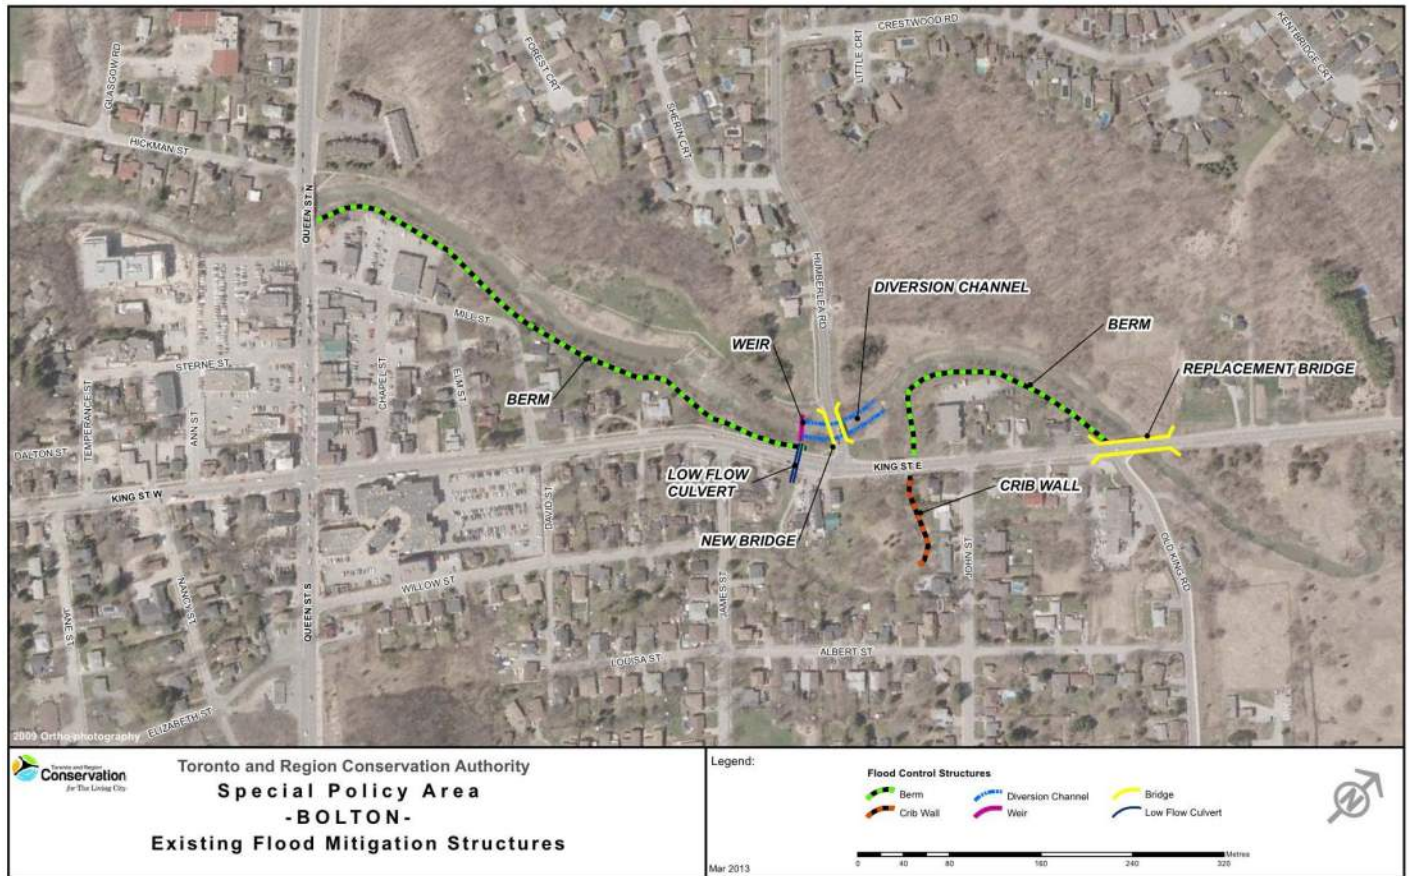 CRESTWOOD RD
KENTBRIDGE CRT
LITTLE CRT
FOREST CRT
GLASGOW RD
SHERIN CRT
HICKMAN ST
QUEEN ST N
HUMBERLEA RD
DIVERSION CHANNEL
BERM
MILL ST
WEIR
REPLACEMENT BRIDGE
STERNE ST
CHAPEL ST
ELM ST
BERM
TEMPERANCE ST
ANN ST
DALTON ST
KING ST W
LOW FLOW
CULVERT
KING ST E
CRIB WALL
DAVID ST
NEW BRIDGE
JOHN ST
OLD KING RD
WILLOW ST
JAMES ST
NANCY ST
JANE ST
QUEEN ST S
LOUISA ST
ALBERT ST
ELIZABETH ST
2009 Ortho-photography
Toronto and Region
Conservation
for The Living City
Toronto and Region Conservation Authority
Special Policy Area
-BOLTON-
Existing Flood Mitigation Structures
Legend:
Flood Control Structures
Berm
Diversion Channel
Bridge
Crib Wall
Weir
Low Flow Culvert
N
Metres
0 40 80 160 240 320
Mar 2013